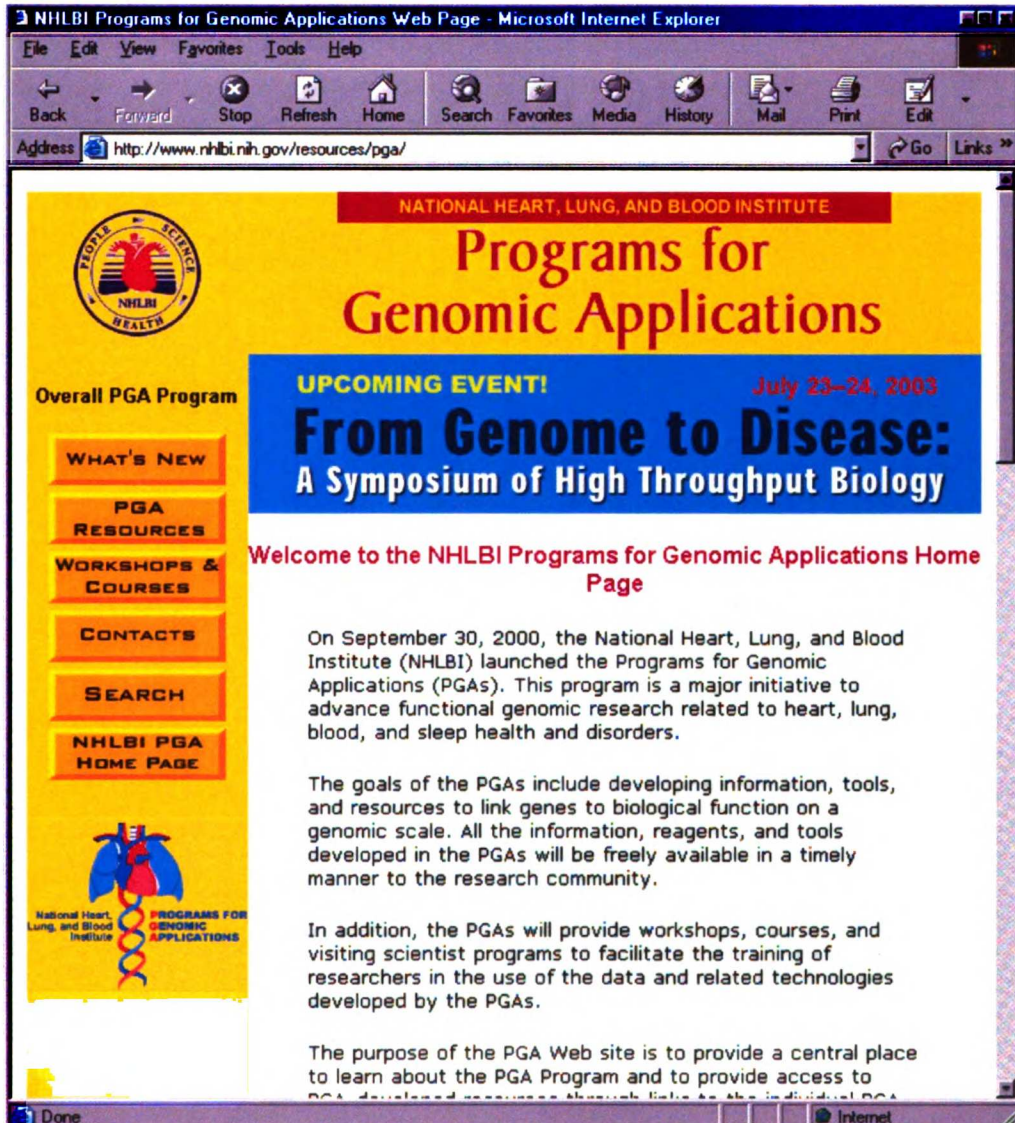 NHLBI Programs for Genomic Applications Web Page - Microsoft Internet Explorer
File Edit View Favorites Tools Help
Back Forward Stop Refresh Home Search Favorites Media History Mail Print Edit
Address http://www.nhlbi.nih.gov/resources/pga/ Go Links »
PEOPLE SCIENCE
NHLBI
HEALTH
NATIONAL HEART, LUNG, AND BLOOD INSTITUTE
Programs for
Genomic Applications
Overall PGA Program
WHAT'S NEW
PGA
RESOURCES
WORKSHOPS &
COURSES
CONTACTS
SEARCH
NHLBI PGA
HOME PAGE
National Heart,
Lung, and Blood
Institute
PROGRAMS FOR
GENOMIC
APPLICATIONS
UPCOMING EVENT! July 23–24, 2003
From Genome to Disease:
A Symposium of High Throughput Biology
Welcome to the NHLBI Programs for Genomic Applications Home
Page
On September 30, 2000, the National Heart, Lung, and Blood
Institute (NHLBI) launched the Programs for Genomic
Applications (PGAs). This program is a major initiative to
advance functional genomic research related to heart, lung,
blood, and sleep health and disorders.
The goals of the PGAs include developing information, tools,
and resources to link genes to biological function on a
genomic scale. All the information, reagents, and tools
developed in the PGAs will be freely available in a timely
manner to the research community.
In addition, the PGAs will provide workshops, courses, and
visiting scientist programs to facilitate the training of
researchers in the use of the data and related technologies
developed by the PGAs.
The purpose of the PGA Web site is to provide a central place
to learn about the PGA Program and to provide access to
PGA-developed resources through links to the individual PGA
Done Internet